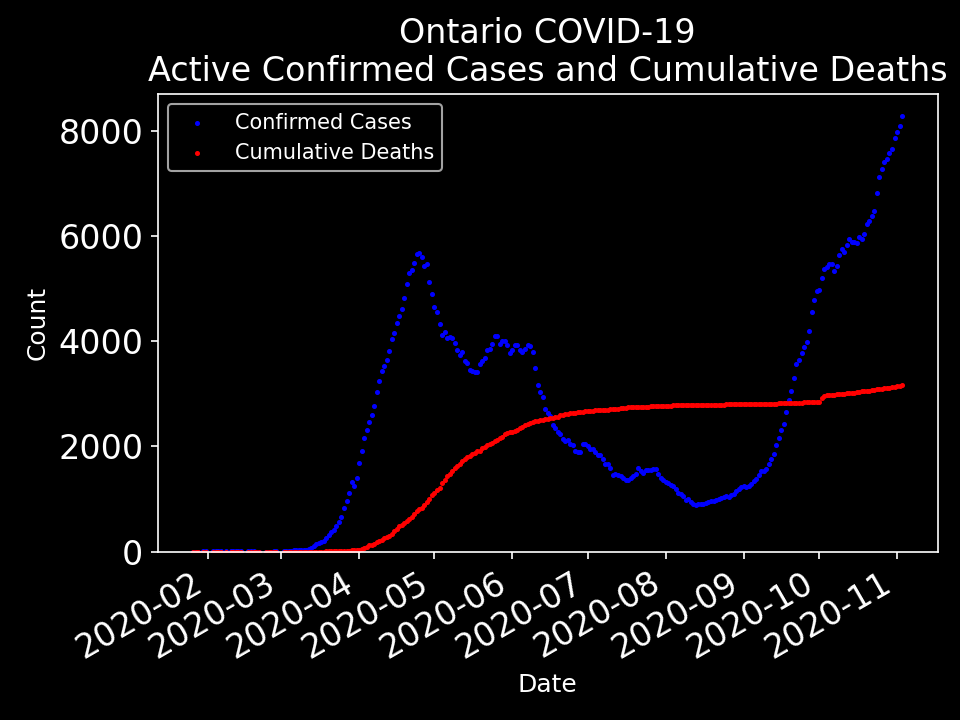 Ontario COVID-19
Active Confirmed Cases and Cumulative Deaths
Confirmed Cases
Cumulative Deaths
8000
6000
4000
2000
0
Count
2020-02
2020-03
2020-04
2020-05
2020-06
2020-07
2020-08
2020-09
2020-10
2020-11
Date